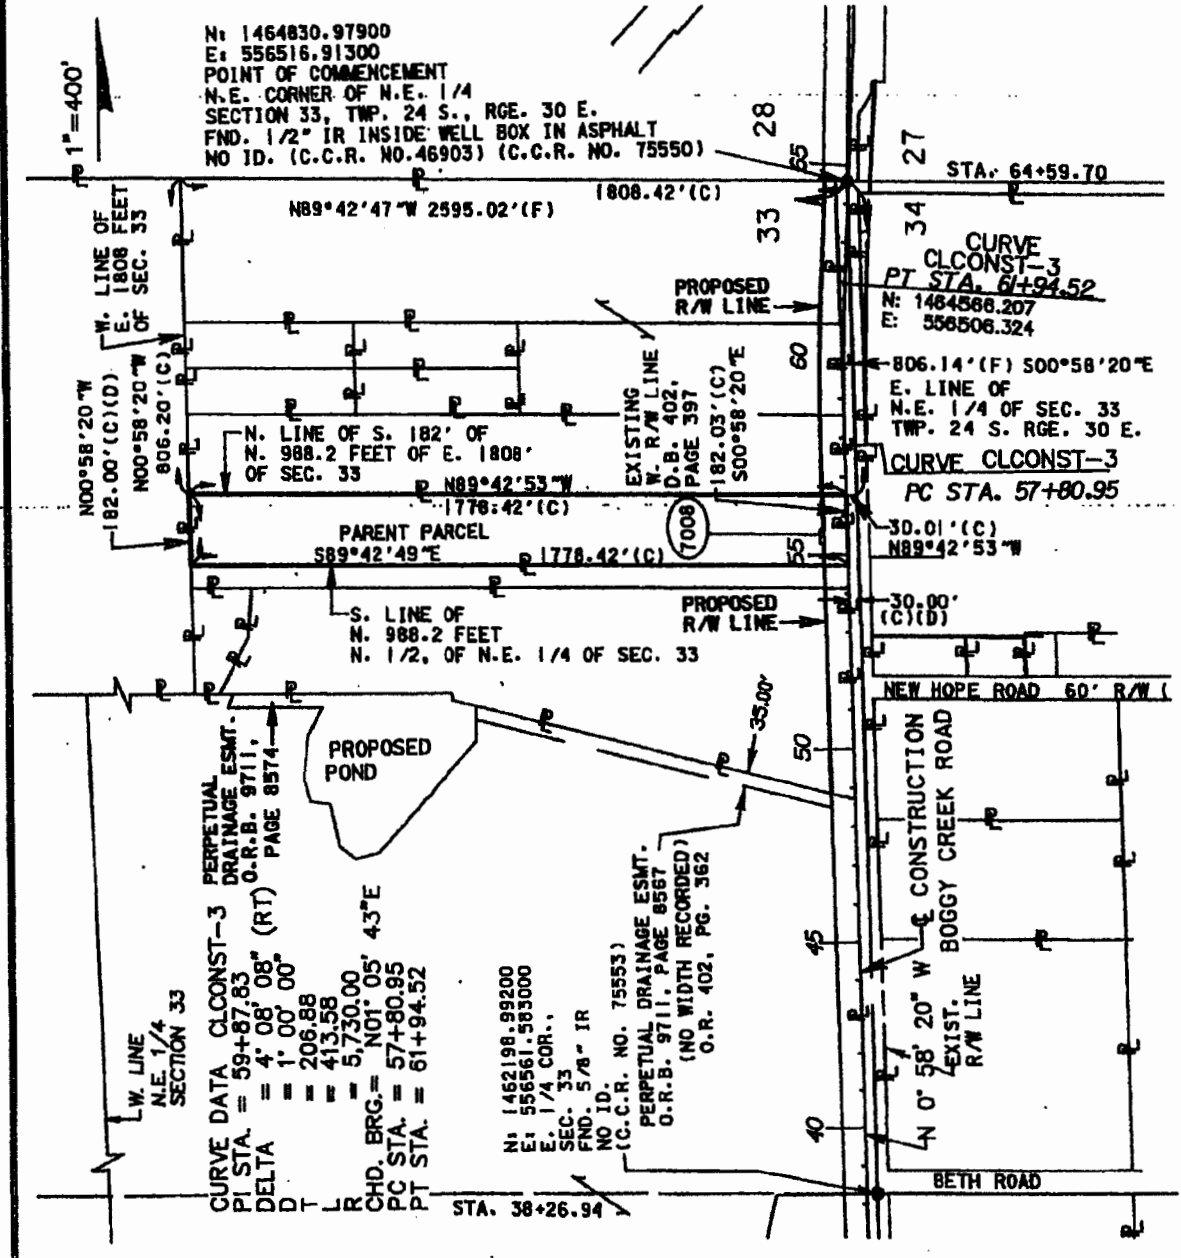 N: 1464830.97900
E: 556516.91300
POINT OF COMMENCEMENT
N.E. CORNER OF N.E. 1/4
SECTION 33, TWP. 24 S., RGE. 30 E.
FND. 1/2" IR INSIDE WELL BOX IN ASPHALT
NO ID. (C.C.R. NO.46903) (C.C.R. NO. 75550)
1"=400'
28
27
33
34
65
STA. 64+59.70
1808.42'(C)
N89°42'47"W 2595.02'(F)
W. LINE OF
E. 1808 FEET
OF SEC. 33
CURVE
CLCONST-3
PT STA. 61+94.52
N: 1464566.207
E: 556506.324
PROPOSED
R/W LINE
60
806.14'(F) S00°58'20"E
E. LINE OF
N.E. 1/4 OF SEC. 33
TWP. 24 S. RGE. 30 E.
CURVE CLCONST-3
PC STA. 57+80.95
EXISTING
W. R/W LINE
D.B. 402,
PAGE 397
182.03'(C)
S00°58'20"E
N00°58'20"W
182.00'(C)(D)
N00°58'20"W
806.20'(C)
N. LINE OF S. 182' OF
N. 988.2 FEET OF E. 1808'
OF SEC. 33
N89°42'53"W
1778.42'(C)
PARENT PARCEL
S89°42'49"E
1778.42'(C)
7008
55
30.01'(C)
N89°42'53"W
PROPOSED
R/W LINE
30.00'
(C)(D)
S. LINE OF
N. 988.2 FEET
N. 1/2, OF N.E. 1/4 OF SEC. 33
NEW HOPE ROAD 60' R/W (
PROPOSED
POND
PERPETUAL
DRAINAGE ESMT.
O.R.B. 9711,
PAGE 8574
35.00'
50
45
40
CONSTRUCTION
BOGGY CREEK ROAD
N 0° 58' 20" W
EXIST.
R/W LINE
PERPETUAL DRAINAGE ESMT.
O.R.B. 9711, PAGE 8567
(NO WIDTH RECORDED)
O.R. 402, PG. 362
W. LINE
N.E. 1/4
SECTION 33
CURVE DATA CLCONST-3
PI STA. = 59+87.83
DELTA = 4° 08' 08" (RT)
D = 1° 00' 00"
T = 206.88
L = 413.58
R = 5,730.00
CHD. BRG.= N01° 05' 43"E
PC STA. = 57+80.95
PT STA. = 61+94.52
N: 1462198.99200
E: 556561.583000
E. 1/4 COR.,
SEC. 33
FND. 5/8" IR
NO ID.
(C.C.R. NO. 75553)
STA. 38+26.94
BETH ROAD